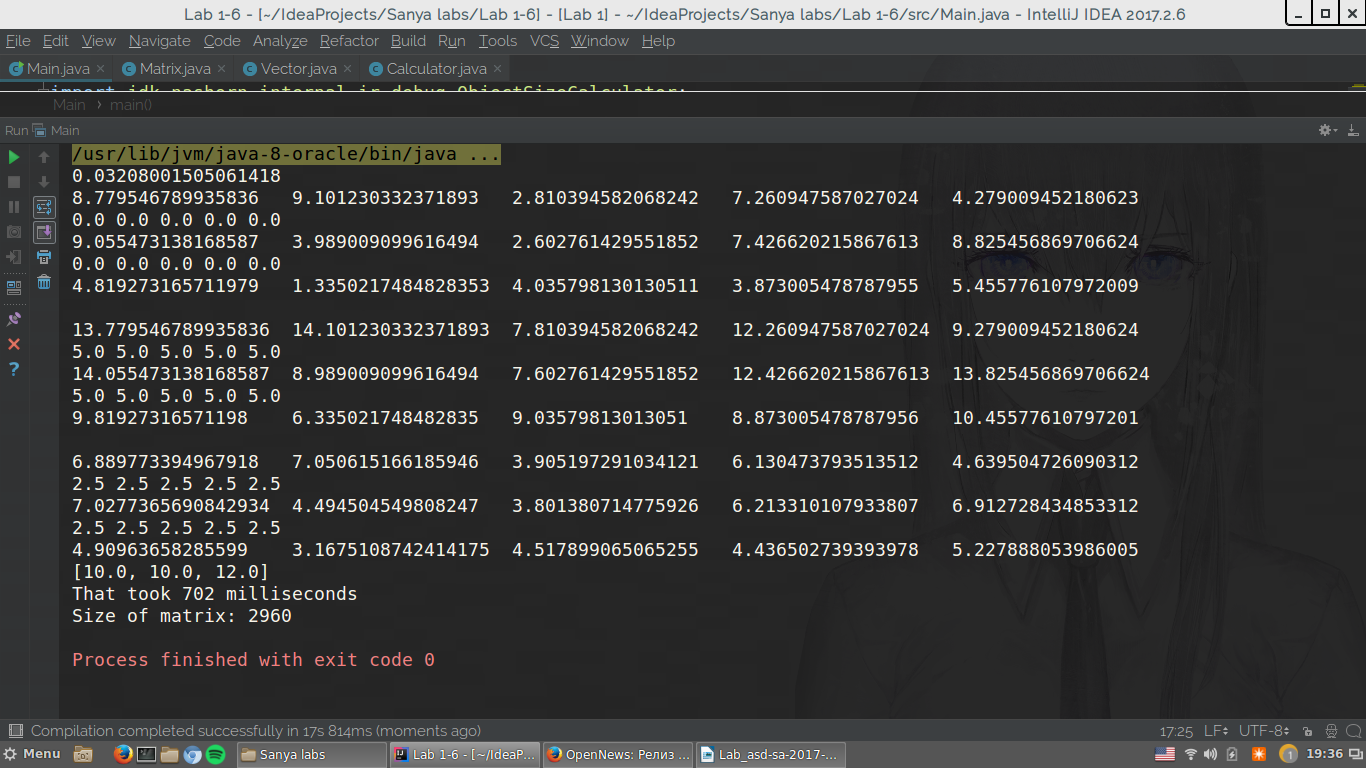 Lab 1-6 - [~/IdeaProjects/Sanya labs/Lab 1-6] - [Lab 1] - ~/IdeaProjects/Sanya labs/Lab 1-6/src/Main.java - IntelliJ IDEA 2017.2.6
File Edit View Navigate Code Analyze Refactor Build Run Tools VCS Window Help
Main.java Matrix.java Vector.java Calculator.java
import jdk.nashorn.internal.ir.debug.ObjectSizeCalculator;
Main › main()
Run Main
/usr/lib/jvm/java-8-oracle/bin/java ...
0.03208001505061418
8.779546789935836 9.101230332371893 2.810394582068242 7.260947587027024 4.279009452180623
0.0 0.0 0.0 0.0 0.0
9.055473138168587 3.989009099616494 2.602761429551852 7.426620215867613 8.825456869706624
0.0 0.0 0.0 0.0 0.0
4.819273165711979 1.3350217484828353 4.035798130130511 3.873005478787955 5.455776107972009
13.779546789935836 14.101230332371893 7.810394582068242 12.260947587027024 9.279009452180624
5.0 5.0 5.0 5.0 5.0
14.055473138168587 8.989009099616494 7.602761429551852 12.426620215867613 13.825456869706624
5.0 5.0 5.0 5.0 5.0
9.81927316571198 6.335021748482835 9.03579813013051 8.873005478787956 10.45577610797201
6.889773394967918 7.050615166185946 3.905197291034121 6.130473793513512 4.639504726090312
2.5 2.5 2.5 2.5 2.5
7.02773656908429​34 4.494504549808247 3.801380714775926 6.213310107933807 6.912728434853312
2.5 2.5 2.5 2.5 2.5
4.90963658285599 3.1675108742414175 4.517899065065255 4.436502739393978 5.227888053986005
[10.0, 10.0, 12.0]
That took 702 milliseconds
Size of matrix: 2960
Process finished with exit code 0
Compilation completed successfully in 17s 814ms (moments ago) 17:25 LF UTF-8
Menu Sanya labs Lab 1-6 - [~/IdeaP... OpenNews: Релиз ... Lab_asd-sa-2017-... 1 19:36